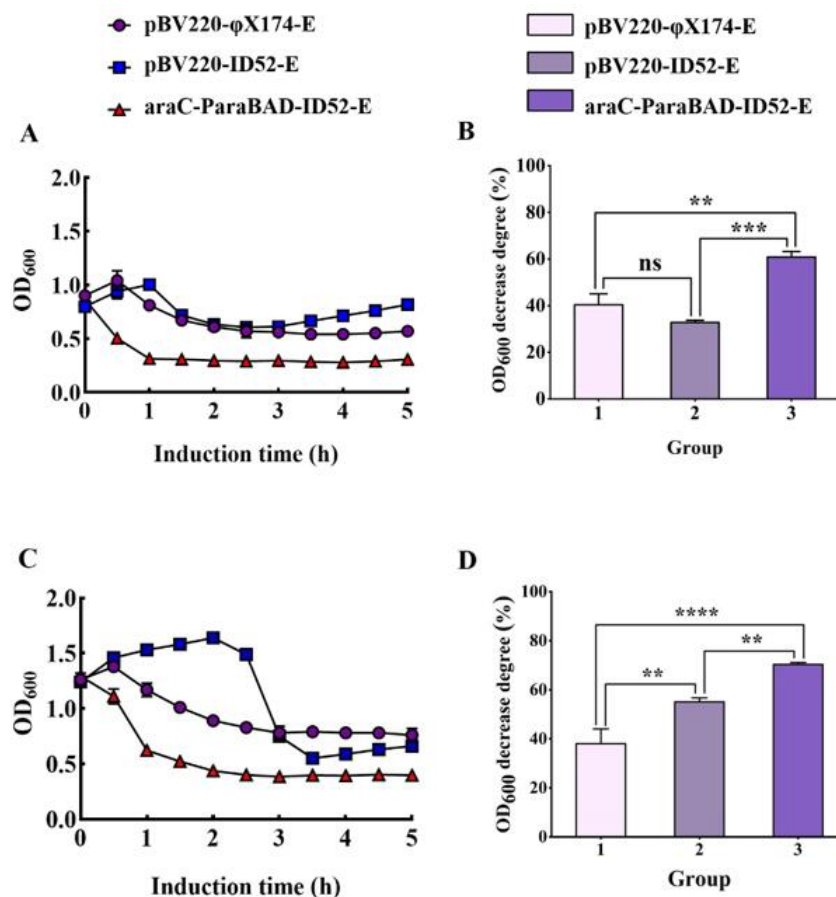 pBV220-φX174-E
pBV220-ID52-E
araC-ParaBAD-ID52-E
pBV220-φX174-E
pBV220-ID52-E
araC-ParaBAD-ID52-E
A
2.0
1.5
1.0
0.5
0.0
OD600
0 1 2 3 4 5
Induction time (h)
B
100
80
60
40
20
0
OD600 decrease degree (%)
**
***
ns
1 2 3
Group
C
2.0
1.5
1.0
0.5
0.0
OD600
0 1 2 3 4 5
Induction time (h)
D
100
80
60
40
20
0
OD600 decrease degree (%)
****
**
**
1 2 3
Group